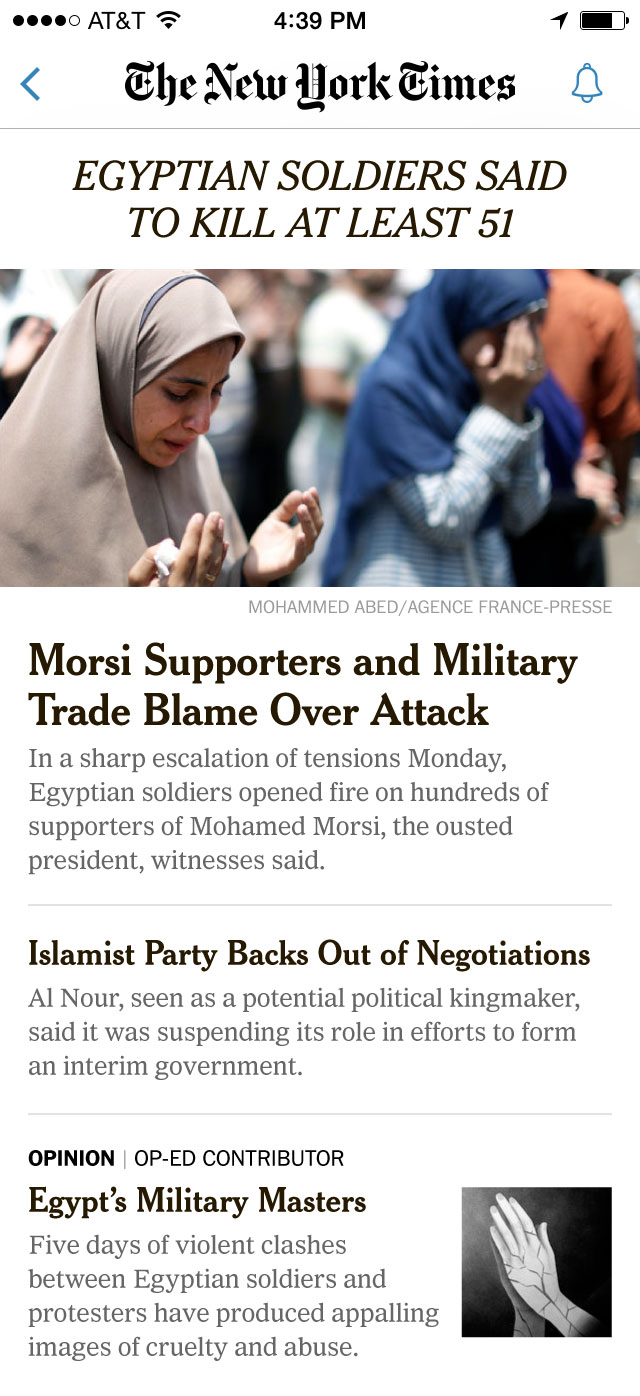 AT&T 4:39 PM
The New York Times
EGYPTIAN SOLDIERS SAID
TO KILL AT LEAST 51
MOHAMMED ABED/AGENCE FRANCE-PRESSE
Morsi Supporters and Military
Trade Blame Over Attack
In a sharp escalation of tensions Monday,
Egyptian soldiers opened fire on hundreds of
supporters of Mohamed Morsi, the ousted
president, witnesses said.
Islamist Party Backs Out of Negotiations
Al Nour, seen as a potential political kingmaker,
said it was suspending its role in efforts to form
an interim government.
OPINION | OP-ED CONTRIBUTOR
Egypt’s Military Masters
Five days of violent clashes
between Egyptian soldiers and
protesters have produced appalling
images of cruelty and abuse.